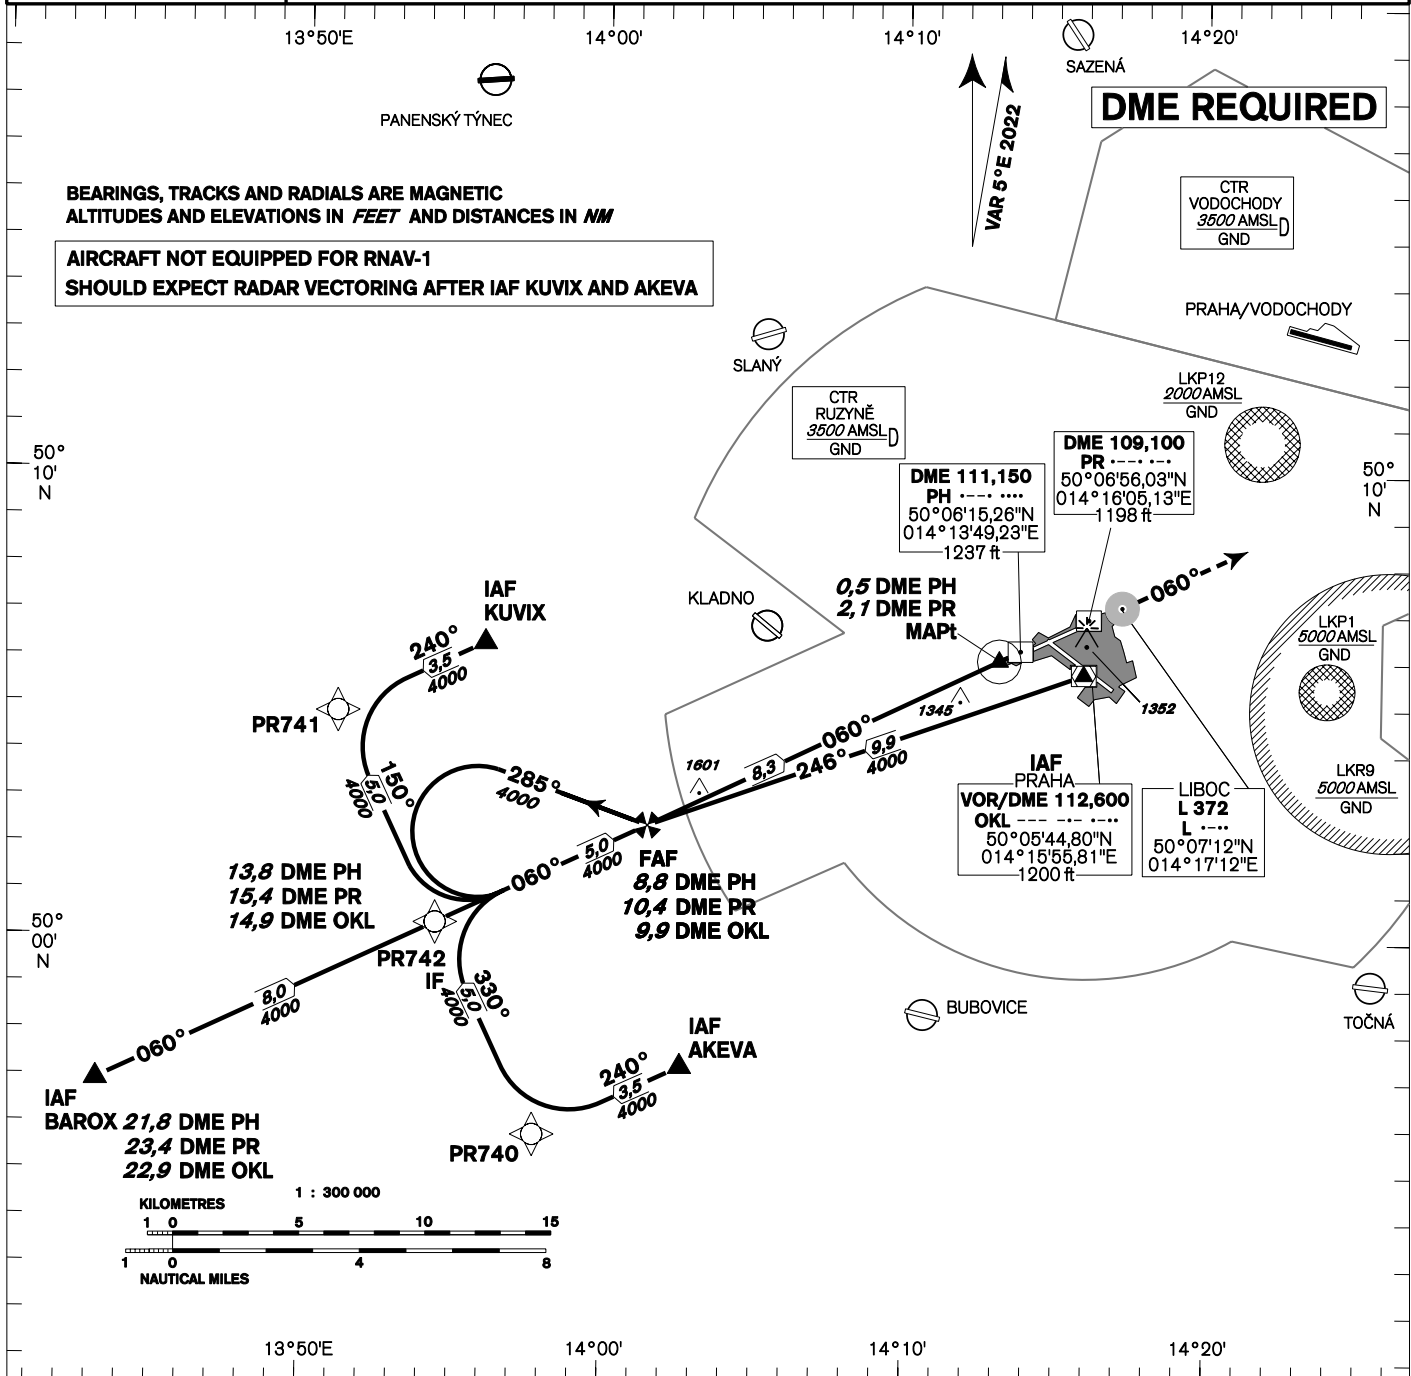 13°50'E
14°00'
14°10'
14°20'
SAZENÁ
PANENSKÝ TÝNEC
DME REQUIRED
VAR 5°E 2022
BEARINGS, TRACKS AND RADIALS ARE MAGNETIC
ALTITUDES AND ELEVATIONS IN FEET AND DISTANCES IN NM
AIRCRAFT NOT EQUIPPED FOR RNAV-1
SHOULD EXPECT RADAR VECTORING AFTER IAF KUVIX AND AKEVA
CTR
VODOCHODY
3500 AMSL D
GND
PRAHA/VODOCHODY
SLANÝ
LKP12
2000 AMSL
GND
CTR
RUZYNĚ
3500 AMSL D
GND
50°
10'
N
50°
10'
N
DME 109,100
PR ·--· ·-·
50°06'56,03"N
014°16'05,13"E
1198 ft
DME 111,150
PH ·--· ····
50°06'15,26"N
014°13'49,23"E
1237 ft
060°
0,5 DME PH
2,1 DME PR
MAPt
KLADNO
IAF
KUVIX
240°
3,5
4000
LKP1
5000 AMSL
GND
PR741
1345
1352
060°
246°
9,9
4000
8,3
1601
285°
4000
150°
5,0
4000
LKR9
5000 AMSL
GND
IAF
PRAHA
VOR/DME 112,600
OKL --- -·- ·-··
50°05'44,80"N
014°15'55,81"E
1200 ft
LIBOC
L 372
L ·-··
50°07'12"N
014°17'12"E
060°
5,0
4000
FAF
8,8 DME PH
10,4 DME PR
9,9 DME OKL
13,8 DME PH
15,4 DME PR
14,9 DME OKL
50°
00'
N
PR742
IF
330°
5,0
4000
8,0
4000
060°
BUBOVICE
TOČNÁ
IAF
AKEVA
240°
3,5
4000
IAF
BAROX 21,8 DME PH
23,4 DME PR
22,9 DME OKL
PR740
1 : 300 000
KILOMETRES
1 0 5 10 15
1 0 4 8
NAUTICAL MILES
13°50'E
14°00'
14°10'
14°20'